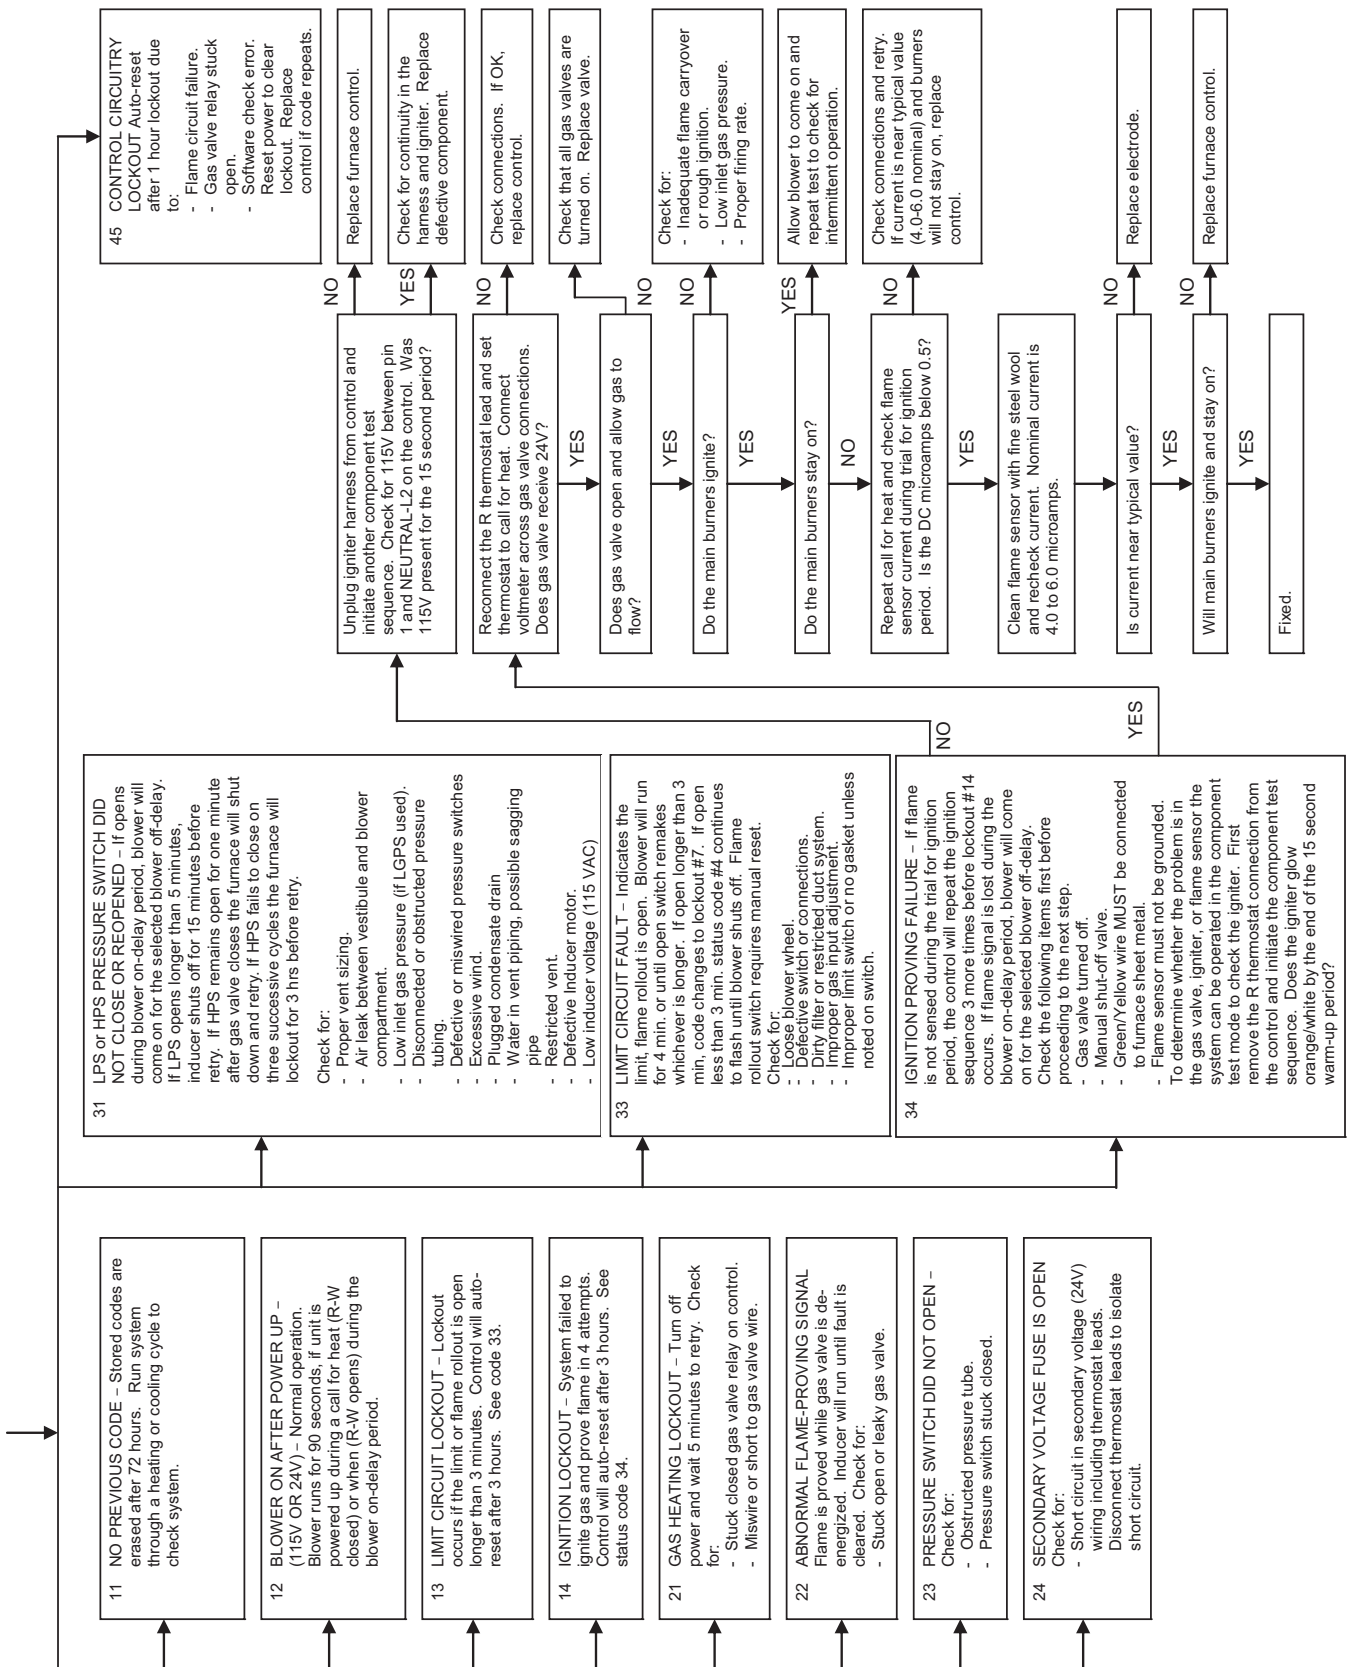 11 NO PREVIOUS CODE – Stored codes are
erased after 72 hours. Run system
through a heating or cooling cycle to
check system.
12 BLOWER ON AFTER POWER UP –
(115V OR 24V) – Normal operation.
Blower runs for 90 seconds, if unit is
powered up during a call for heat (R-W
closed) or when (R-W opens) during the
blower on-delay period.
13 LIMIT CIRCUIT LOCKOUT – Lockout
occurs if the limit or flame rollout is open
longer than 3 minutes. Control will auto-
reset after 3 hours. See code 33.
14 IGNITION LOCKOUT – System failed to
ignite gas and prove flame in 4 attempts.
Control will auto-reset after 3 hours. See
status code 34.
21 GAS HEATING LOCKOUT – Turn off
power and wait 5 minutes to retry. Check
for:
- Stuck closed gas valve relay on control.
- Miswire or short to gas valve wire.
22 ABNORMAL FLAME-PROVING SIGNAL
Flame is proved while gas valve is de-
energized. Inducer will run until fault is
cleared. Check for:
- Stuck open or leaky gas valve.
23 PRESSURE SWITCH DID NOT OPEN –
Check for:
- Obstructed pressure tube.
- Pressure switch stuck closed.
24 SECONDARY VOLTAGE FUSE IS OPEN
Check for:
- Short circuit in secondary voltage (24V)
wiring including thermostat leads.
Disconnect thermostat leads to isolate
short circuit.
31 LPS or HPS PRESSURE SWITCH DID
NOT CLOSE OR REOPENED – If opens
during blower on-delay period, blower will
come on for the selected blower off-delay.
If LPS opens longer than 5 minutes,
inducer shuts off for 15 minutes before
retry. If HPS remains open for one minute
after gas valve closes the furnace will shut
down and retry. If HPS fails to close on
three successive cycles the furnace will
lockout for 3 hrs before retry.
Check for:
- Proper vent sizing.
- Air leak between vestibule and blower
compartment.
- Low inlet gas pressure (if LGPS used).
- Disconnected or obstructed pressure
tubing.
- Defective or miswired pressure switches
- Excessive wind.
- Plugged condensate drain
- Water in vent piping, possible sagging
pipe
- Restricted vent.
- Defective Inducer motor.
- Low inducer voltage (115 VAC)
33 LIMIT CIRCUIT FAULT – Indicates the
limit, flame rollout is open. Blower will run
for 4 min. or until open switch remakes
whichever is longer. If open longer than 3
min, code changes to lockout #7. If open
less than 3 min. status code #4 continues
to flash until blower shuts off. Flame
rollout switch requires manual reset.
Check for:
- Loose blower wheel.
- Defective switch or connections.
- Dirty filter or restricted duct system.
- Improper gas input adjustment.
- Improper limit switch or no gasket unless
noted on switch.
34 IGNITION PROVING FAILURE – If flame
is not sensed during the trial for ignition
period, the control will repeat the ignition
sequence 3 more times before lockout #14
occurs. If flame signal is lost during the
blower on-delay period, blower will come
on for the selected blower off-delay.
Check the following items first before
proceeding to the next step.
- Gas valve turned off.
- Manual shut-off valve.
- Green/Yellow wire MUST be connected
to furnace sheet metal.
- Flame sensor must not be grounded.
To determine whether the problem is in
the gas valve, igniter, or flame sensor the
system can be operated in the component
test mode to check the igniter. First
remove the R thermostat connection from
the control and initiate the component test
sequence. Does the igniter glow
orange/white by the end of the 15 second
warm-up period?
NO
YES
45 CONTROL CIRCUITRY
LOCKOUT Auto-reset
after 1 hour lockout due
to:
- Flame circuit failure.
- Gas valve relay stuck
open.
- Software check error.
Reset power to clear
lockout. Replace
control if code repeats.
Unplug igniter harness from control and
initiate another component test
sequence. Check for 115V between pin
1 and NEUTRAL-L2 on the control. Was
115V present for the 15 second period?
NO
Replace furnace control.
YES
Check for continuity in the
harness and igniter. Replace
defective component.
Reconnect the R thermostat lead and set
thermostat to call for heat. Connect
voltmeter across gas valve connections.
Does gas valve receive 24V?
NO
Check connections. If OK,
replace control.
YES
Does gas valve open and allow gas to
flow?
NO
Check that all gas valves are
turned on. Replace valve.
YES
Do the main burners ignite?
NO
Check for:
- Inadequate flame carryover
or rough ignition.
- Low inlet gas pressure.
- Proper firing rate.
YES
Do the main burners stay on?
YES
Allow blower to come on and
repeat test to check for
intermittent operation.
NO
Repeat call for heat and check flame
sensor current during trial for ignition
period. Is the DC microamps below 0.5?
NO
Check connections and retry.
If current is near typical value
(4.0-6.0 nominal) and burners
will not stay on, replace
control.
YES
Clean flame sensor with fine steel wool
and recheck current. Nominal current is
4.0 to 6.0 microamps.
Is current near typical value?
NO
Replace electrode.
YES
Will main burners ignite and stay on?
NO
Replace furnace control.
YES
Fixed.